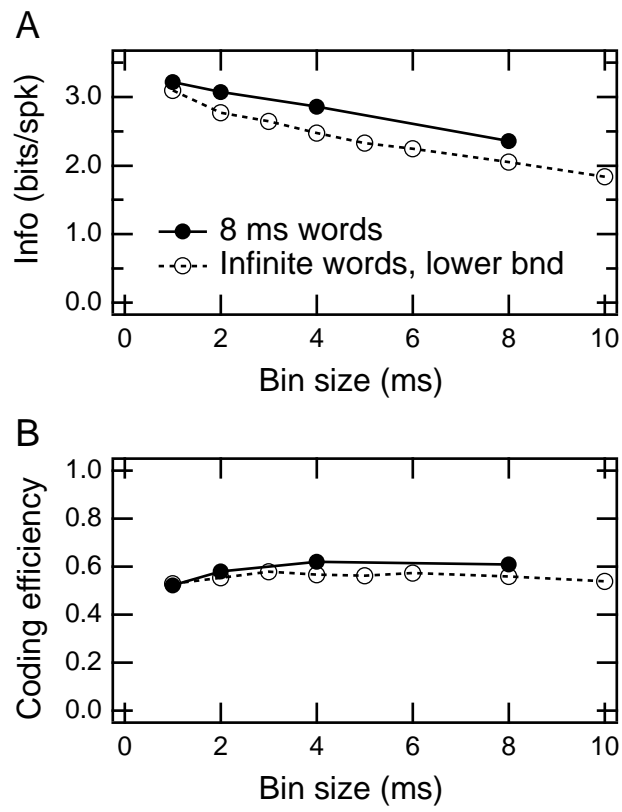 A
3.0
2.0
1.0
0.0
Info (bits/spk)
8 ms words
Infinite words, lower bnd
0 2 4 6 8 10
Bin size (ms)
B
1.0
0.8
0.6
0.4
0.2
0.0
Coding efficiency
0 2 4 6 8 10
Bin size (ms)